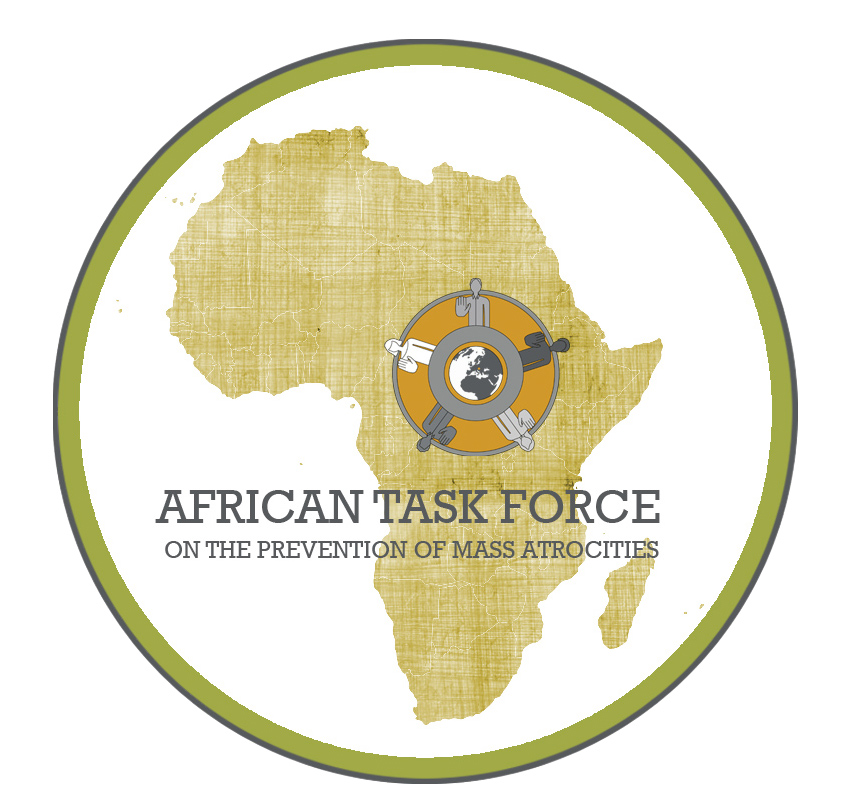 AFRICAN TASK FORCE
ON THE PREVENTION OF MASS ATROCITIES